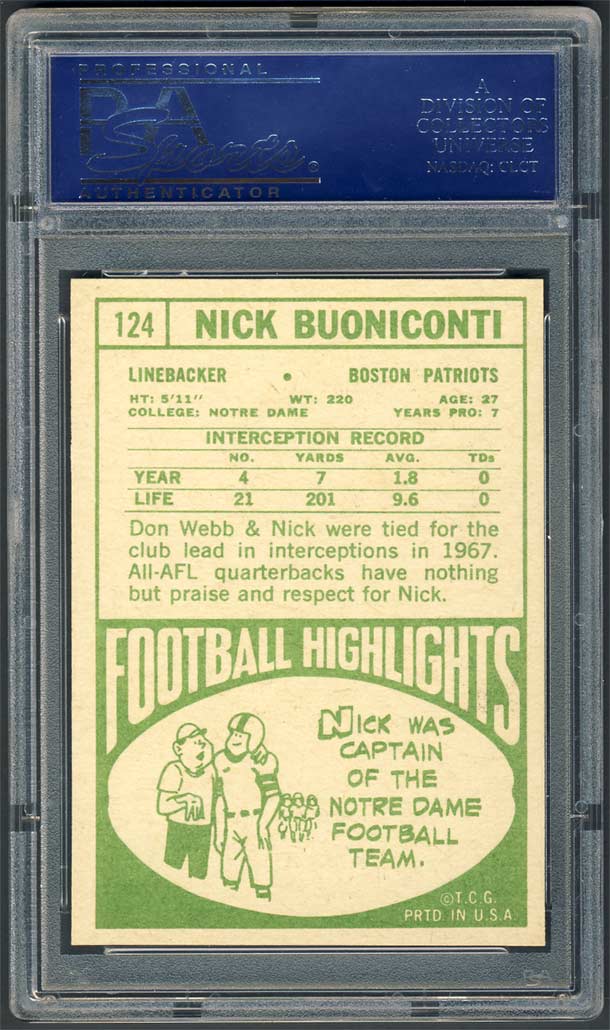 PROFESSIONAL
PSA
Sports
AUTHENTICATOR
A
DIVISION OF
COLLECTORS
UNIVERSE
NASDAQ: CLCT
124 NICK BUONICONTI
LINEBACKER • BOSTON PATRIOTS
HT: 5'11" WT: 220 AGE: 27
COLLEGE: NOTRE DAME YEARS PRO: 7
INTERCEPTION RECORD
NO. YARDS AVG. TDs
YEAR 4 7 1.8 0
LIFE 21 201 9.6 0
Don Webb & Nick were tied for the
club lead in interceptions in 1967.
All-AFL quarterbacks have nothing
but praise and respect for Nick.
FOOTBALL HIGHLIGHTS
NICK WAS
CAPTAIN
OF THE
NOTRE DAME
FOOTBALL
TEAM.
©T.C.G.
PRTD. IN U.S.A.
PSA